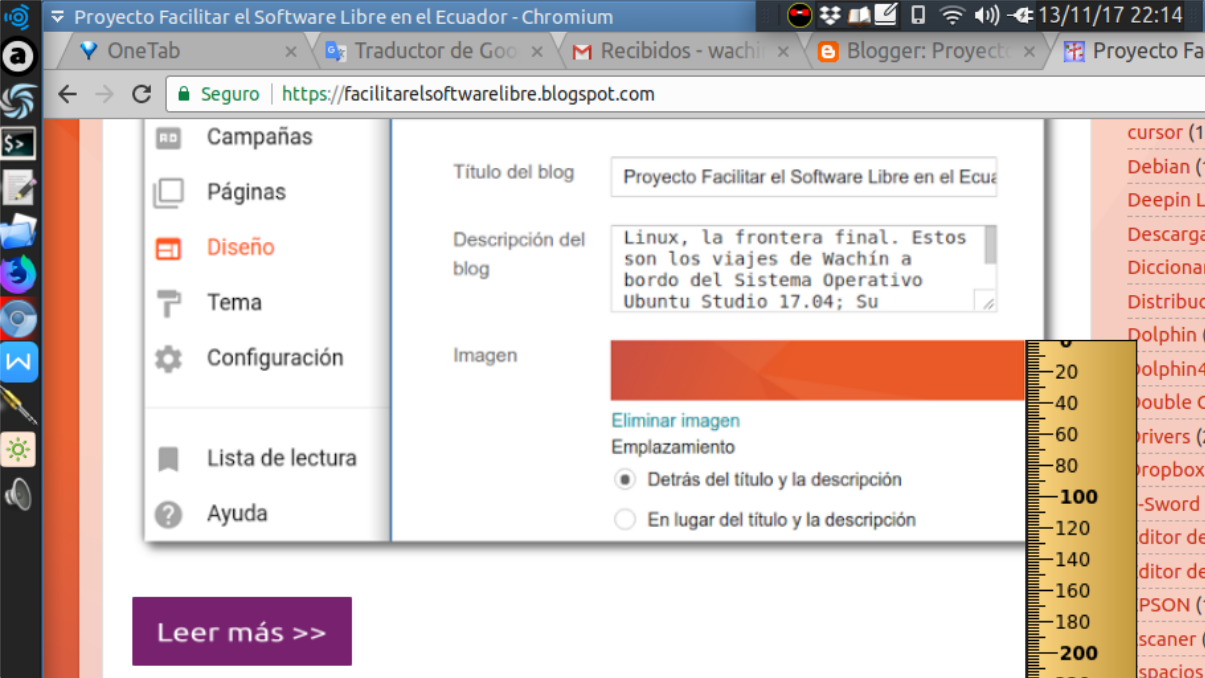 Proyecto Facilitar el Software Libre en el Ecuador - Chromium
13/11/17 22:14
OneTab
Traductor de Goo
Recibidos - wachi
Blogger: Proyecto
Proyecto Fa
Seguro
https://facilitarelsoftwarelibre.blogspot.com
Campañas
Páginas
Diseño
Tema
Configuración
Lista de lectura
Ayuda
Título del blog
Proyecto Facilitar el Software Libre en el Ecua
Descripción del
blog
Linux, la frontera final. Estos
son los viajes de Wachín a
bordo del Sistema Operativo
Ubuntu Studio 17.04; Su
Imagen
Eliminar imagen
Emplazamiento
Detrás del título y la descripción
En lugar del título y la descripción
Leer más >>
cursor (1
Debian (
Deepin L
Descarga
Dicciona
Distribuc
Dolphin (
olphin4
ouble C
rivers (2
ropbox
-Sword
ditor de
ditor de
PSON (
scaner (
spacios
0
20
40
60
80
100
120
140
160
180
200